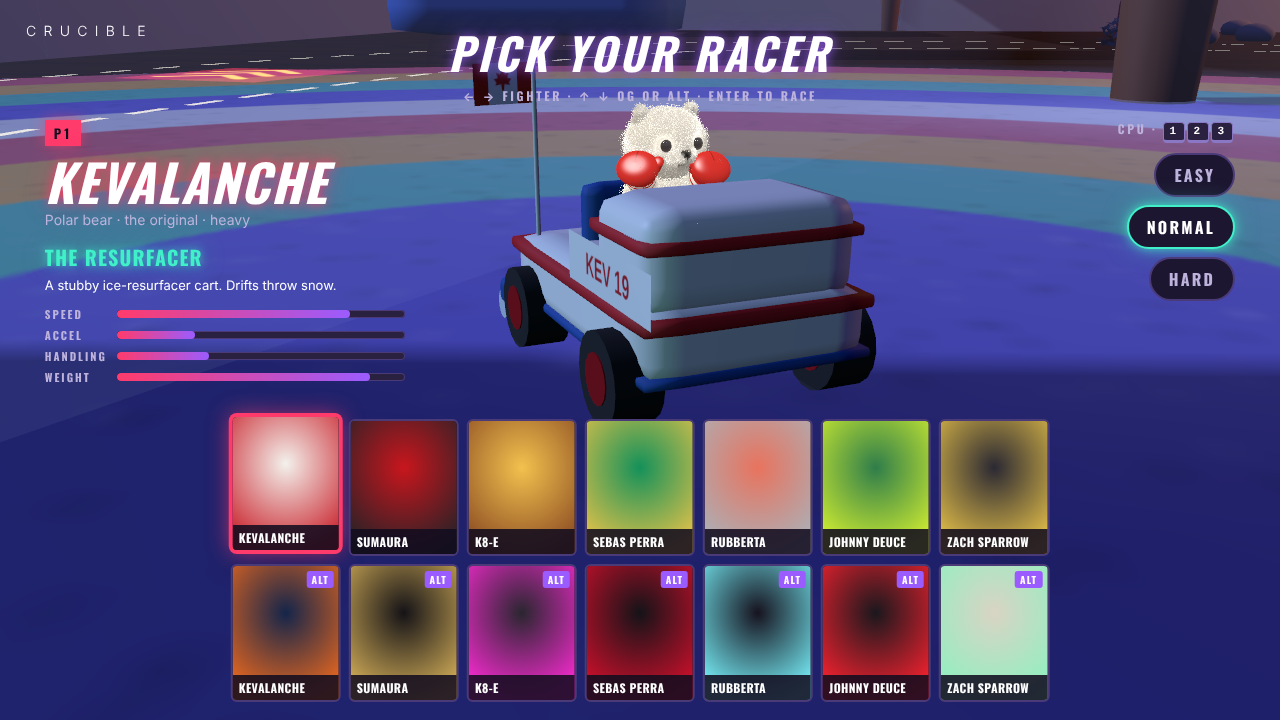 CRUCIBLE
PICK YOUR RACER
← → FIGHTER · ↑ ↓ OG OR ALT · ENTER TO RACE
P1
KEVALANCHE
Polar bear · the original · heavy
THE RESURFACER
A stubby ice-resurfacer cart. Drifts throw snow.
SPEED
ACCEL
HANDLING
WEIGHT
CPU · 1 2 3
EASY
NORMAL
HARD
KEV 19
KEVALANCHE
SUMAURA
K8-E
SEBAS PERRA
RUBBERTA
JOHNNY DEUCE
ZACH SPARROW
ALT
ALT
ALT
ALT
ALT
ALT
ALT
KEVALANCHE
SUMAURA
K8-E
SEBAS PERRA
RUBBERTA
JOHNNY DEUCE
ZACH SPARROW